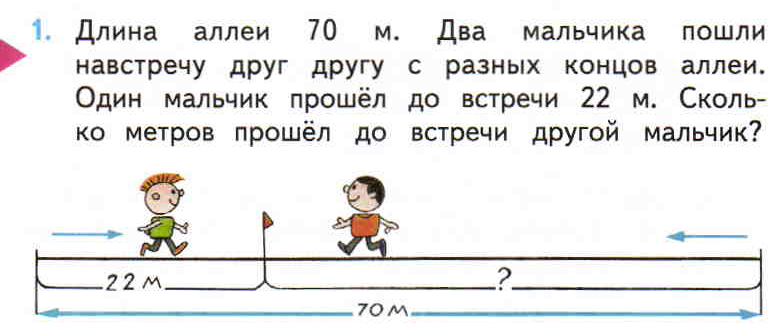 1. Длина аллеи 70 м. Два мальчика пошли
навстречу друг другу с разных концов аллеи.
Один мальчик прошёл до встречи 22 м. Сколь-
ко метров прошёл до встречи другой мальчик?
22 м ?
70 м